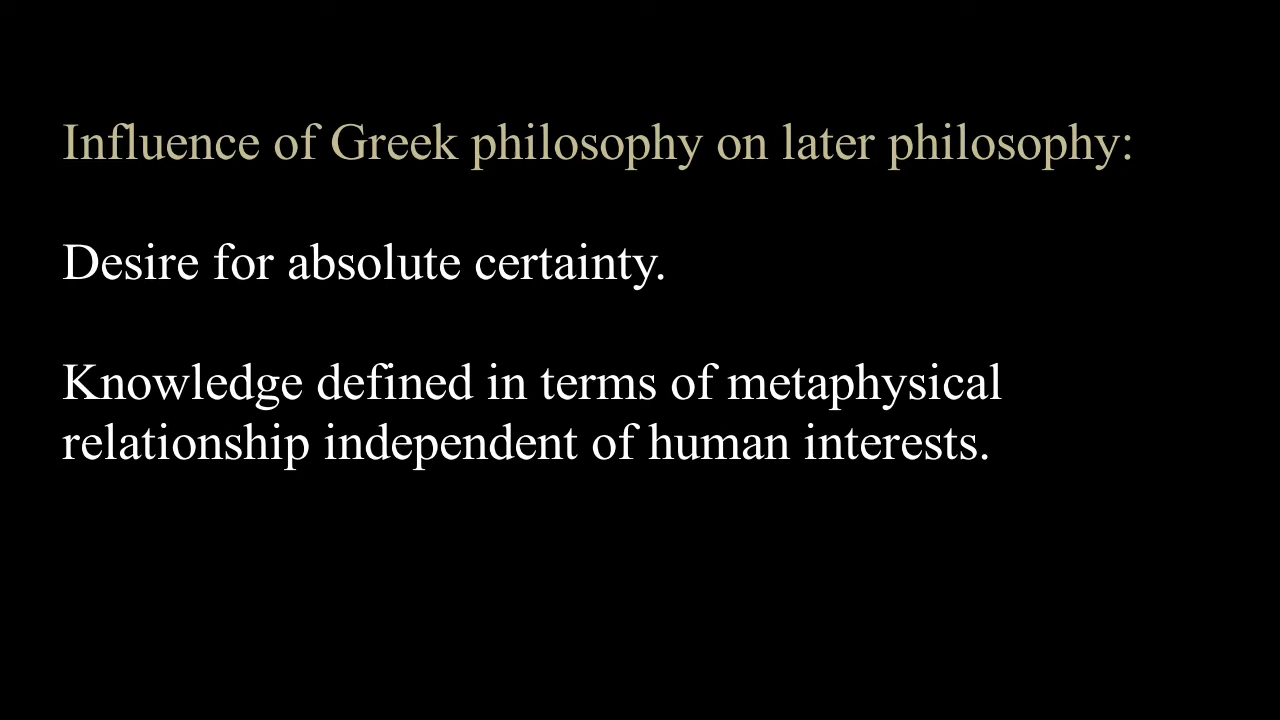 Influence of Greek philosophy on later philosophy:
Desire for absolute certainty.
Knowledge defined in terms of metaphysical
relationship independent of human interests.